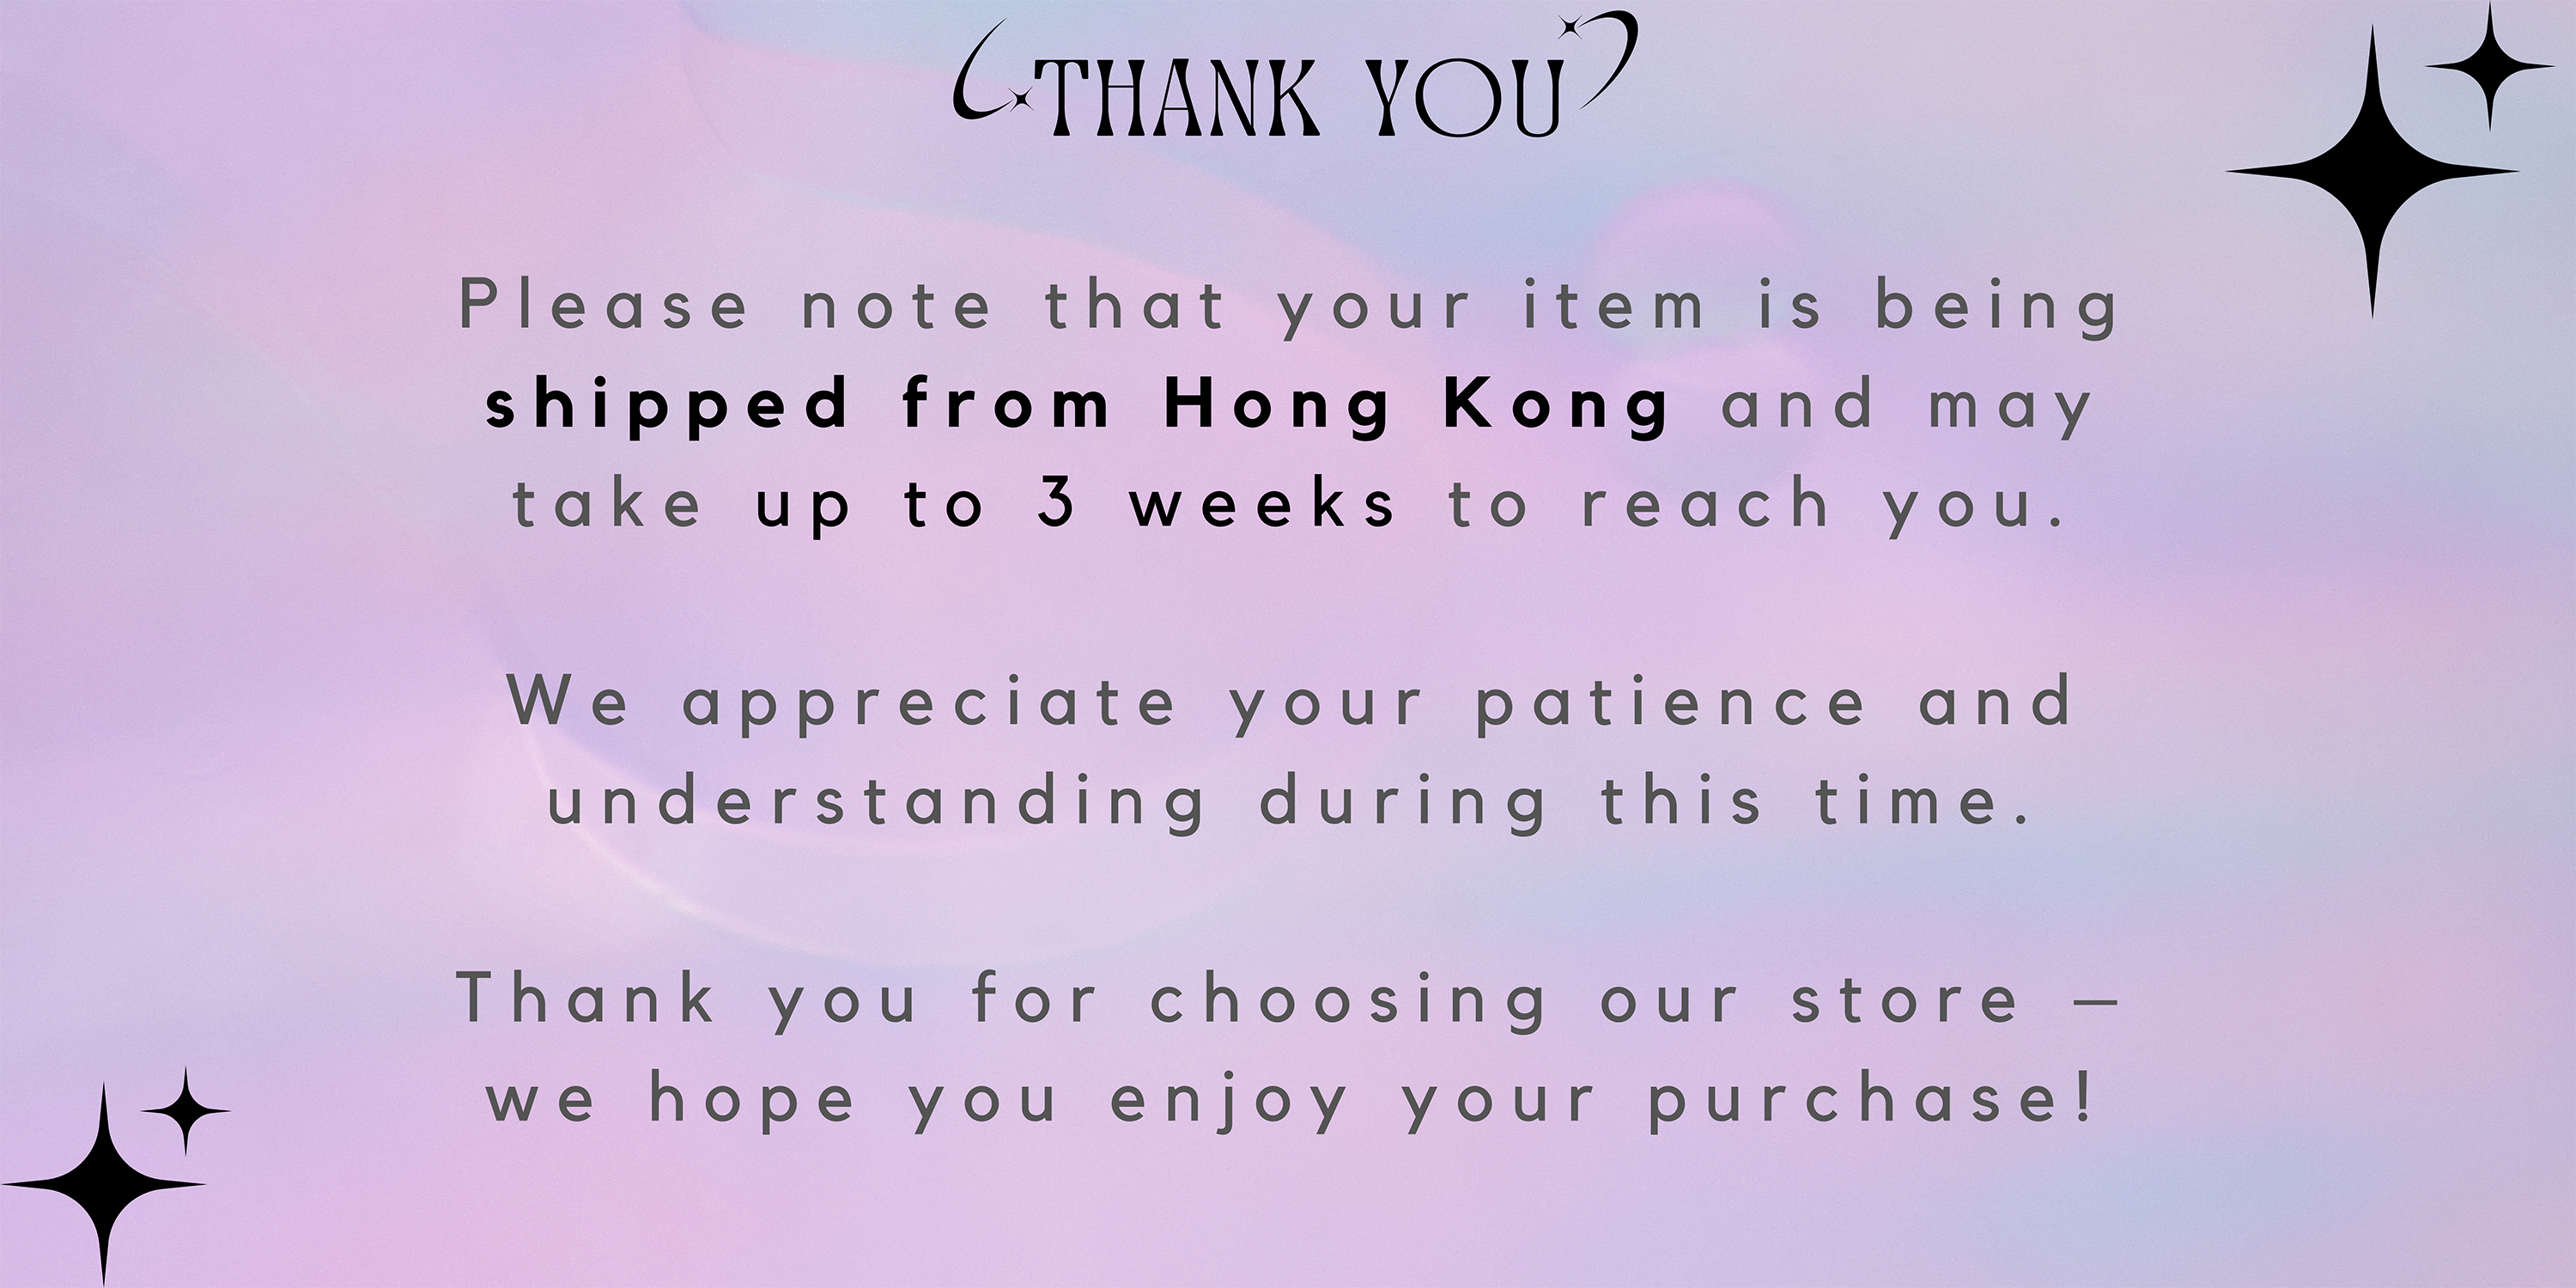 THANK YOU
Please note that your item is being
shipped from Hong Kong and may
take up to 3 weeks to reach you.
We appreciate your patience and
understanding during this time.
Thank you for choosing our store –
we hope you enjoy your purchase!